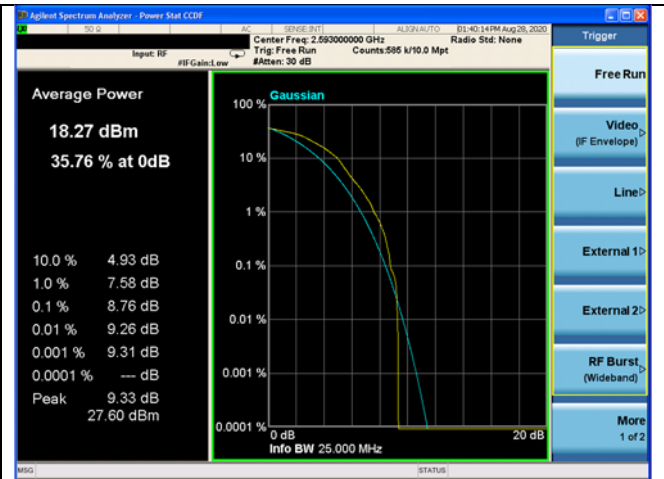 Agilent Spectrum Analyzer - Power Stat CCDF
50 Ω AC SENSE:INT ALIGN AUTO 01:40:14 PM Aug 28, 2020
Center Freq: 2.593000000 GHz Radio Std: None
Input: RF Trig: Free Run Counts:585 k/10.0 Mpt
#IFGain:Low #Atten: 30 dB
Trigger
Free Run
Video
(IF Envelope)
Line
External 1
External 2
RF Burst
(Wideband)
More
1 of 2
Average Power
18.27 dBm
35.76 % at 0dB
10.0 % 4.93 dB
1.0 % 7.58 dB
0.1 % 8.76 dB
0.01 % 9.26 dB
0.001 % 9.31 dB
0.0001 % --- dB
Peak 9.33 dB
27.60 dBm
Gaussian
100 %
10 %
1 %
0.1 %
0.01 %
0.001 %
0.0001 %
0 dB 20 dB
Info BW 25.000 MHz
MSG STATUS